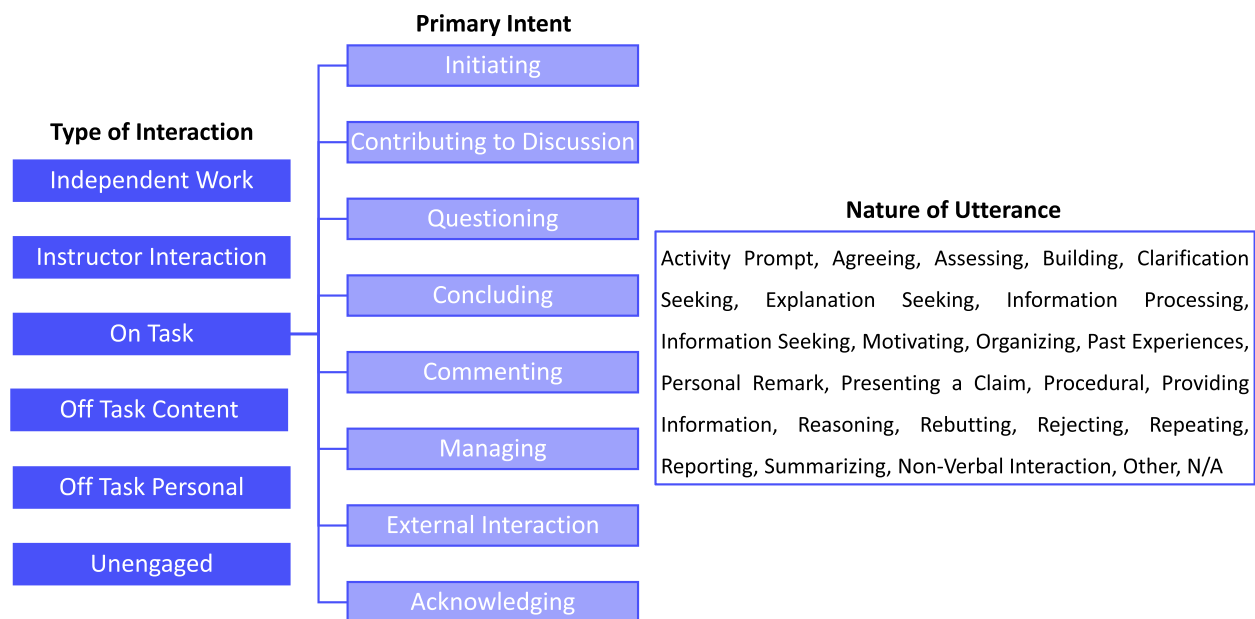 Primary Intent
Initiating
Contributing to Discussion
Questioning
Concluding
Commenting
Managing
External Interaction
Acknowledging
Type of Interaction
Independent Work
Instructor Interaction
On Task
Off Task Content
Off Task Personal
Unengaged
Nature of Utterance
Activity Prompt, Agreeing, Assessing, Building, Clarification
Seeking, Explanation Seeking, Information Processing,
Information Seeking, Motivating, Organizing, Past Experiences,
Personal Remark, Presenting a Claim, Procedural, Providing
Information, Reasoning, Rebutting, Rejecting, Repeating,
Reporting, Summarizing, Non-Verbal Interaction, Other, N/A